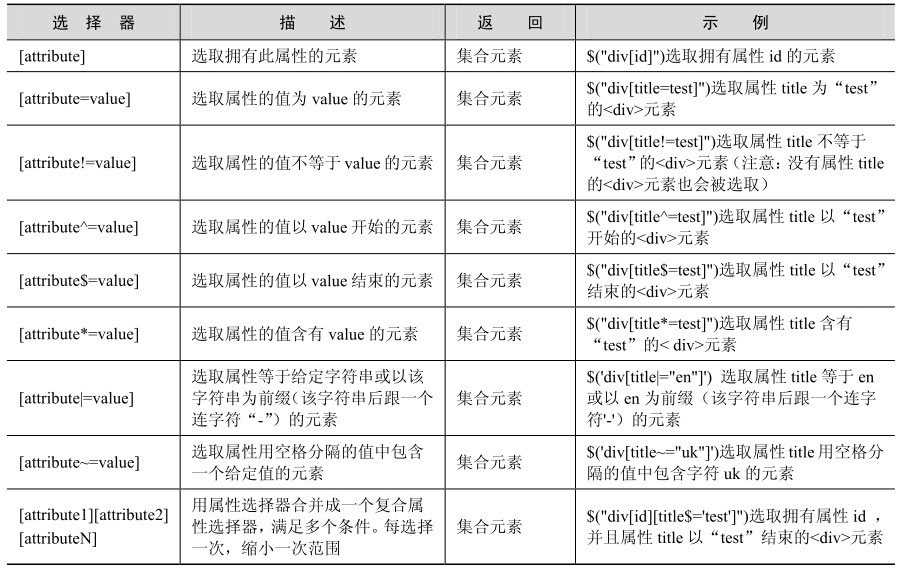 选 择 器 描 述 返 回 示 例
[attribute] 选取拥有此属性的元素 集合元素 $("div[id]")选取拥有属性 id 的元素
[attribute=value] 选取属性的值为 value 的元素 集合元素 $("div[title=test]")选取属性 title 为“test”
的<div>元素
[attribute!=value] 选取属性的值不等于 value 的元素 集合元素 $("div[title!=test]")选取属性 title 不等于
“test”的<div>元素（注意：没有属性 title
的<div>元素也会被选取）
[attribute^=value] 选取属性的值以 value 开始的元素 集合元素 $("div[title^=test]")选取属性 title 以“test”
开始的<div>元素
[attribute$=value] 选取属性的值以 value 结束的元素 集合元素 $("div[title$=test]")选取属性 title 以“test”
结束的<div>元素
[attribute*=value] 选取属性的值含有 value 的元素 集合元素 $("div[title*=test]")选取属性 title 含有
“test”的< div>元素
[attribute|=value] 选取属性等于给定字符串或以该
字符串为前缀（该字符串后跟一个
连字符“-”）的元素 集合元素 $('div[title|="en"]') 选取属性 title 等于 en
或以 en 为前缀（该字符串后跟一个连字
符'-'）的元素
[attribute~=value] 选取属性用空格分隔的值中包含
一个给定值的元素 集合元素 $('div[title~="uk"]')选取属性 title 用空格分
隔的值中包含字符 uk 的元素
[attribute1][attribute2]
[attributeN] 用属性选择器合并成一个复合属
性选择器，满足多个条件。每选择
一次，缩小一次范围 集合元素 $("div[id][title$='test']")选取拥有属性 id ，
并且属性 title 以“test”结束的<div>元素